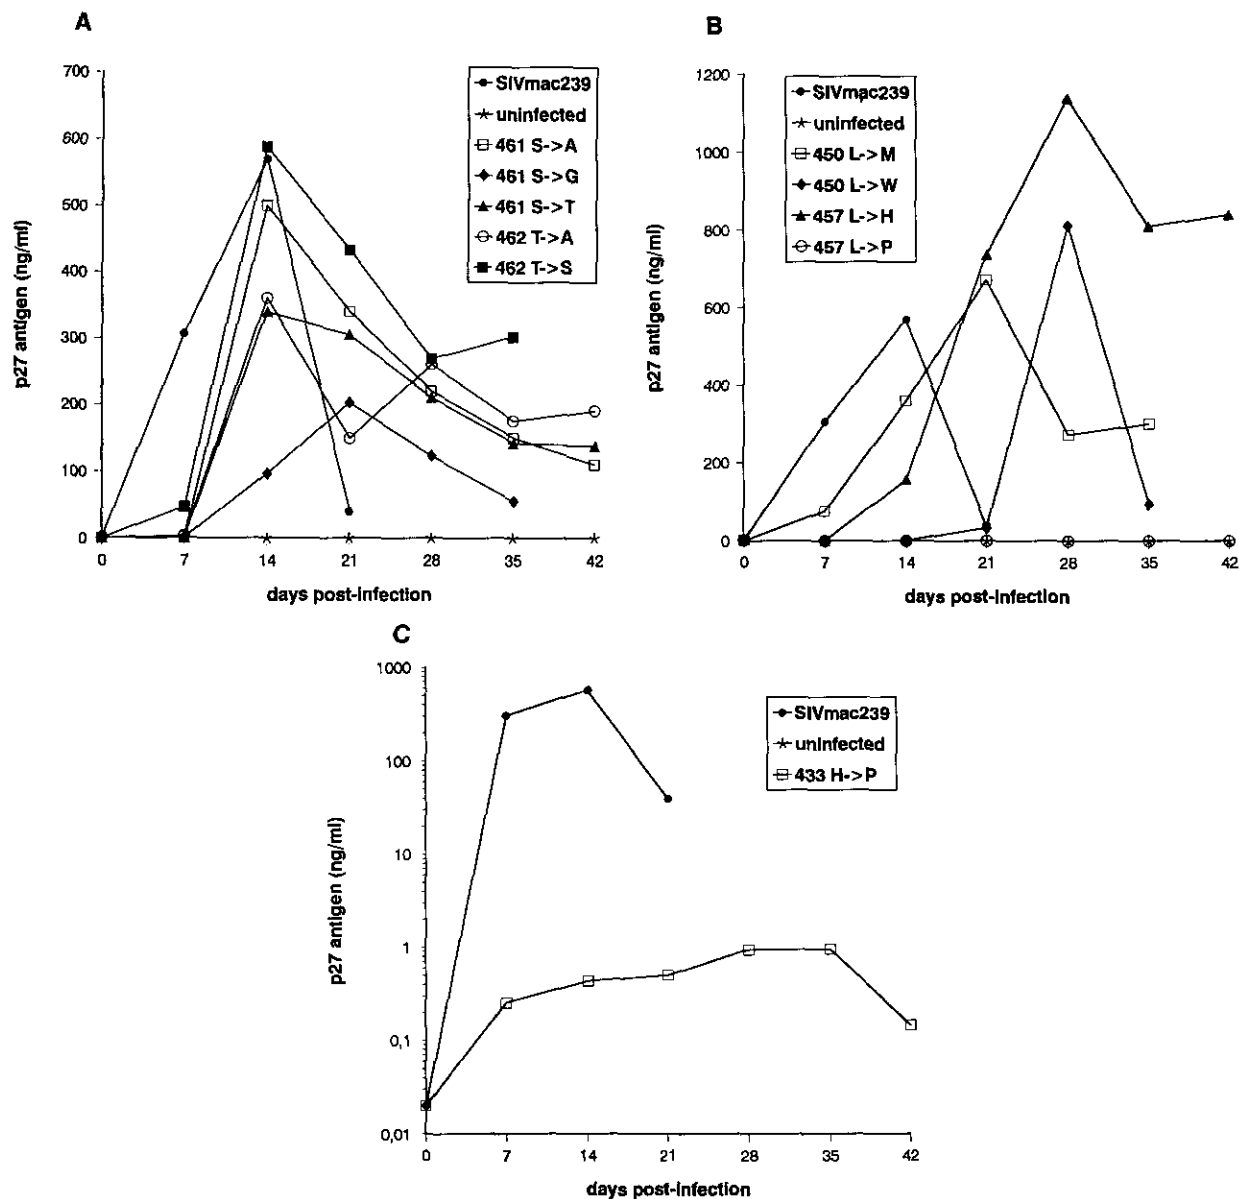 A
700
600
500
400
300
200
100
0
p27 antigen (ng/ml)
0 7 14 21 28 35 42
days post-infection
SIVmac239
uninfected
461 S->A
461 S->G
461 S->T
462 T->A
462 T->S
B
1200
1000
800
600
400
200
0
p27 antigen (ng/ml)
0 7 14 21 28 35 42
days post-infection
SIVmac239
uninfected
450 L->M
450 L->W
457 L->H
457 L->P
C
1000
100
10
1
0,1
0,01
p27 antigen (ng/ml)
0 7 14 21 28 35 42
days post-infection
SIVmac239
uninfected
433 H->P